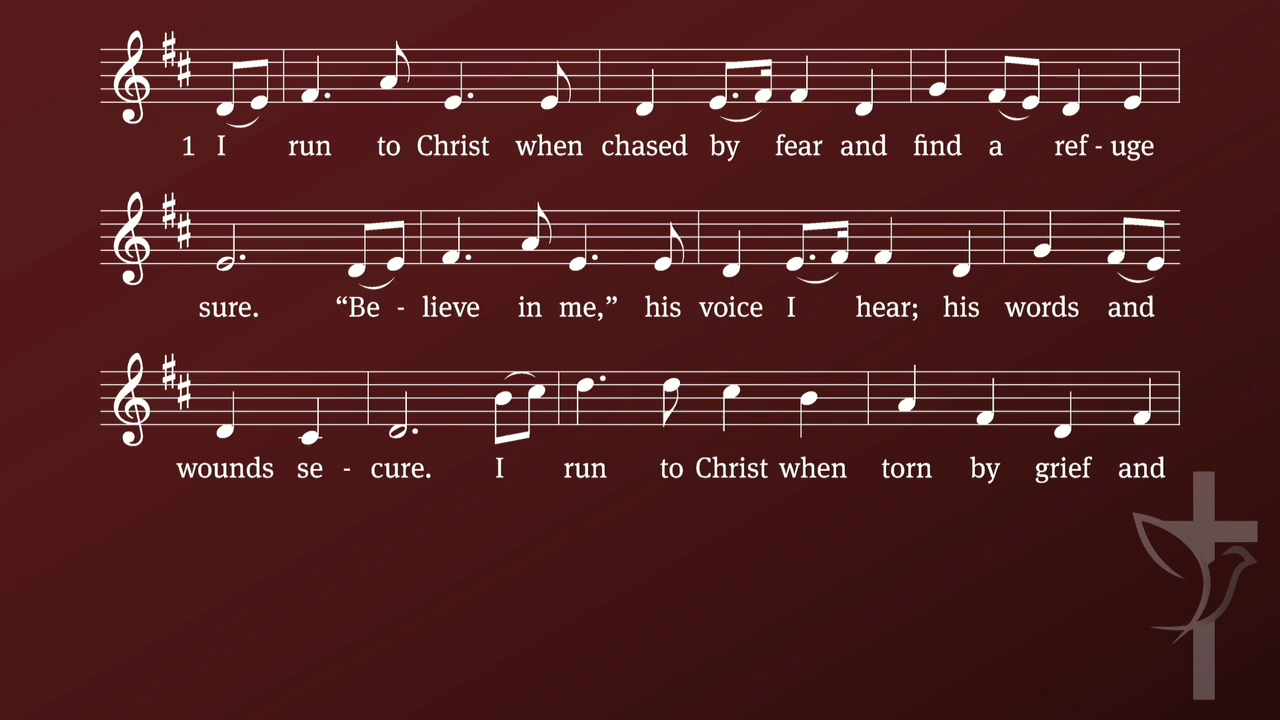 1 I run to Christ when chased by fear and find a ref - uge
sure. “Be - lieve in me,” his voice I hear; his words and
wounds se - cure. I run to Christ when torn by grief and